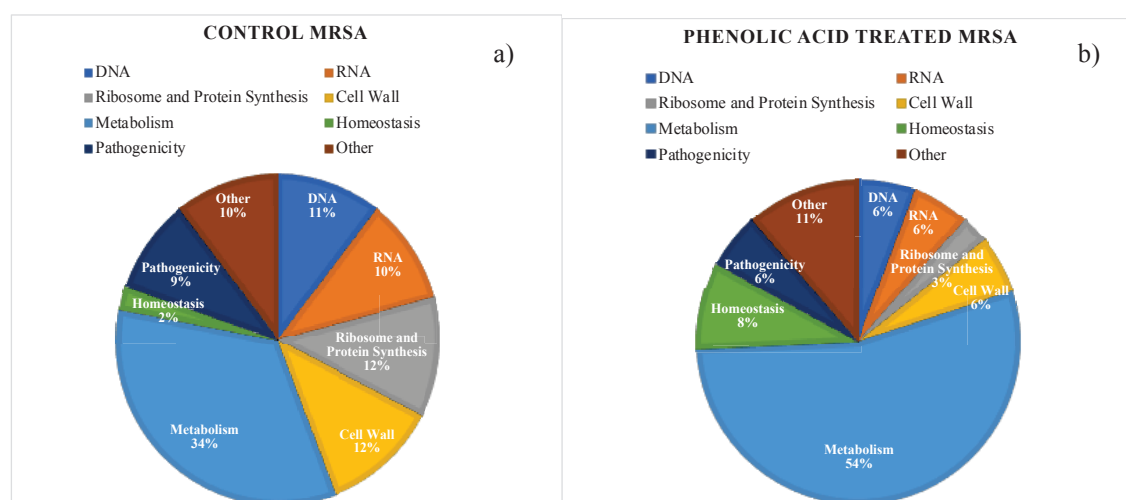 CONTROL MRSA
a)
DNA
RNA
Ribosome and Protein Synthesis
Cell Wall
Metabolism
Homeostasis
Pathogenicity
Other
Other
10%
DNA
11%
RNA
10%
Pathogenicity
9%
Homeostasis
2%
Ribosome and
Protein Synthesis
12%
Metabolism
34%
Cell Wall
12%
PHENOLIC ACID TREATED MRSA
b)
DNA
RNA
Ribosome and Protein Synthesis
Cell Wall
Metabolism
Homeostasis
Pathogenicity
Other
Other
11%
DNA
6%
RNA
6%
Pathogenicity
6%
Ribosome and
Protein Synthesis
3%
Cell Wall
6%
Homeostasis
8%
Metabolism
54%